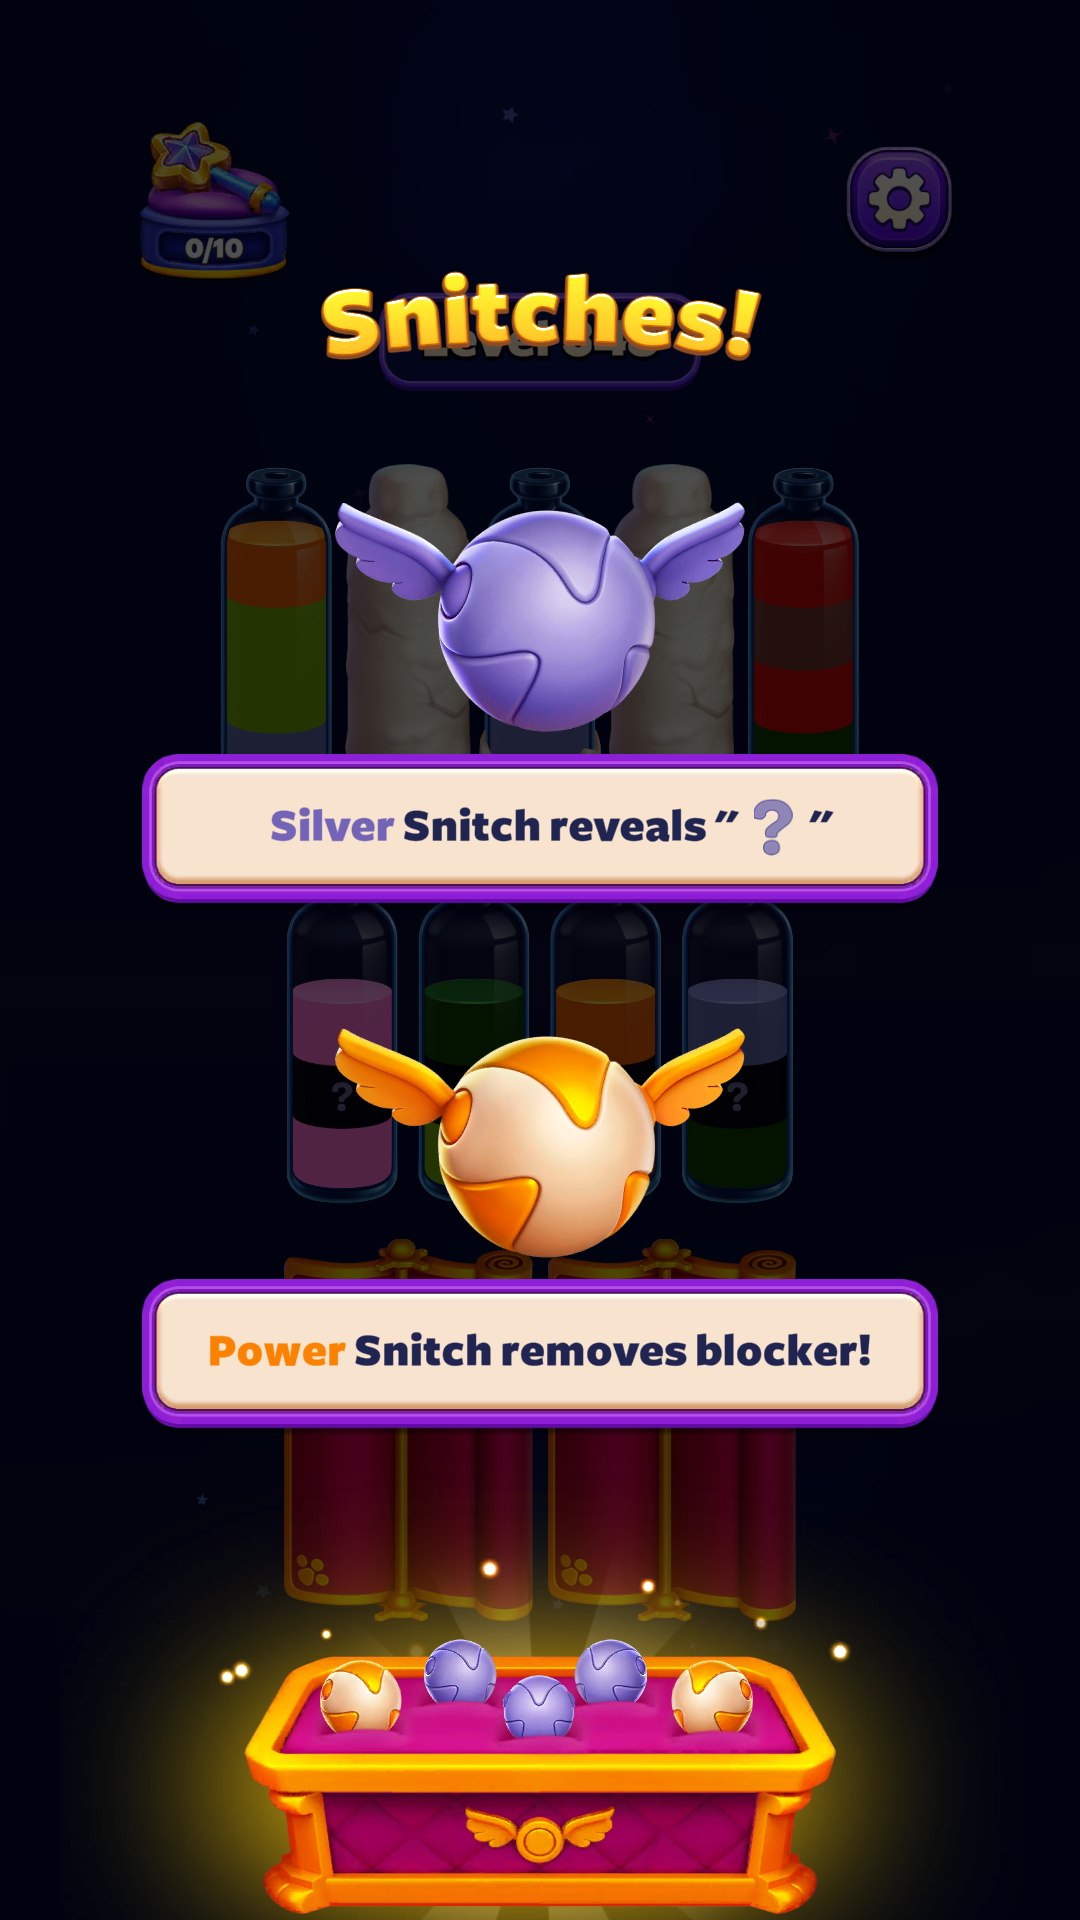 0/10
Snitches!
Silver Snitch reveals "?"
?
?
Power Snitch removes blocker!